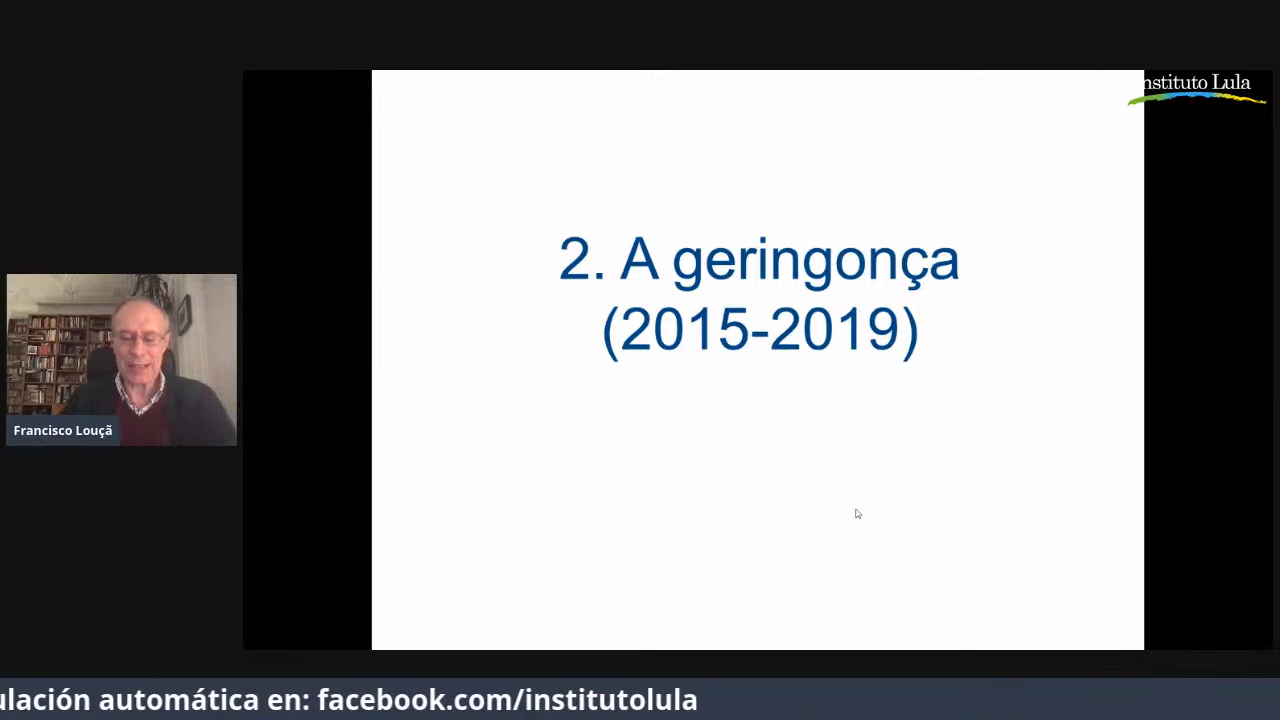 nstituto Lula
2. A geringonça
(2015-2019)
Francisco Louçã
ulación automática en: facebook.com/institutolula